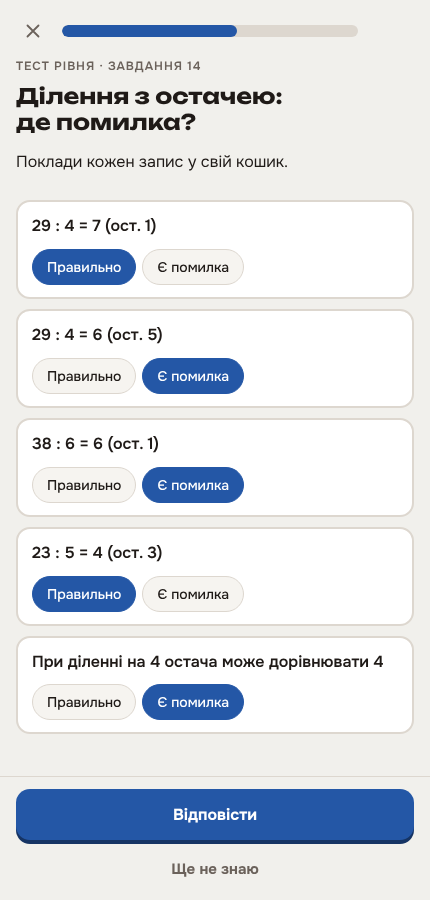 ТЕСТ РІВНЯ · ЗАВДАННЯ 14
Ділення з остачею:
де помилка?
Поклади кожен запис у свій кошик.
29 : 4 = 7 (ост. 1)
Правильно Є помилка
29 : 4 = 6 (ост. 5)
Правильно Є помилка
38 : 6 = 6 (ост. 1)
Правильно Є помилка
23 : 5 = 4 (ост. 3)
Правильно Є помилка
При діленні на 4 остача може дорівнювати 4
Правильно Є помилка
Відповісти
Ще не знаю